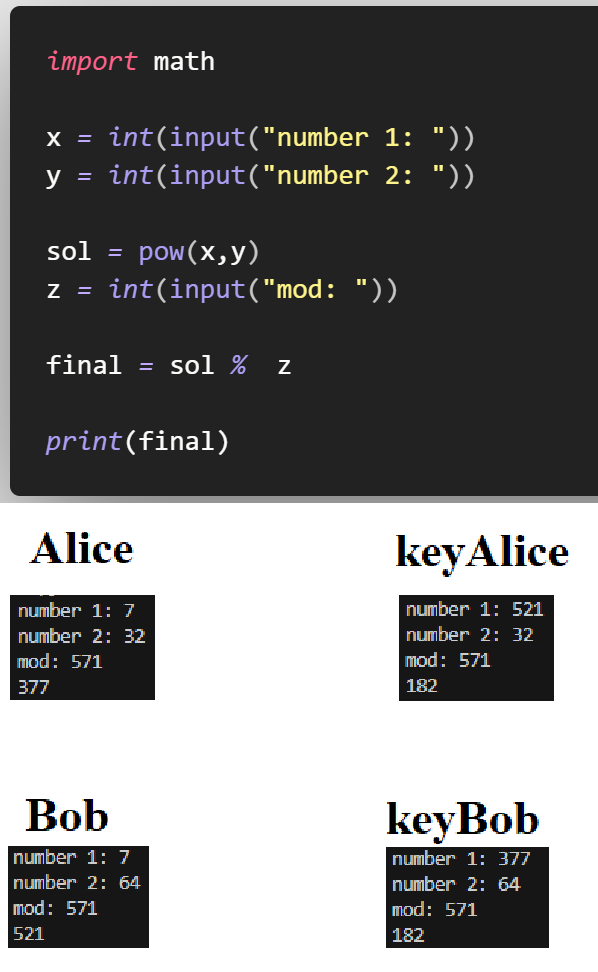 import math
x = int(input("number 1: "))
y = int(input("number 2: "))
sol = pow(x,y)
z = int(input("mod: "))
final = sol %  z
print(final)
Alice
number 1: 7
number 2: 32
mod: 571
377
keyAlice
number 1: 521
number 2: 32
mod: 571
182
Bob
number 1: 7
number 2: 64
mod: 571
521
keyBob
number 1: 377
number 2: 64
mod: 571
182